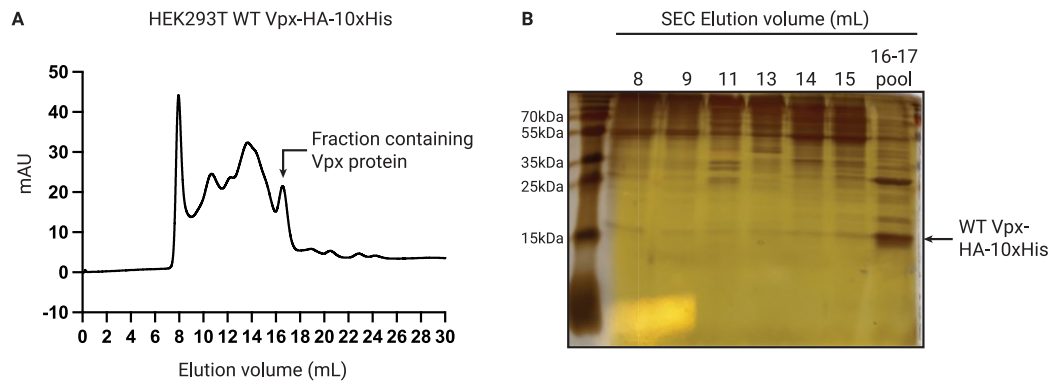 A
HEK293T WT Vpx-HA-10xHis
50
40
30
20
10
0
-10
mAU
Fraction containing
Vpx protein
0 2 4 6 8 10 12 14 16 18 20 22 24 26 28 30
Elution volume (mL)
B
SEC Elution volume (mL)
16-17
8 9 11 13 14 15 pool
70kDa
55kDa
35kDa
25kDa
15kDa
WT Vpx-
HA-10xHis